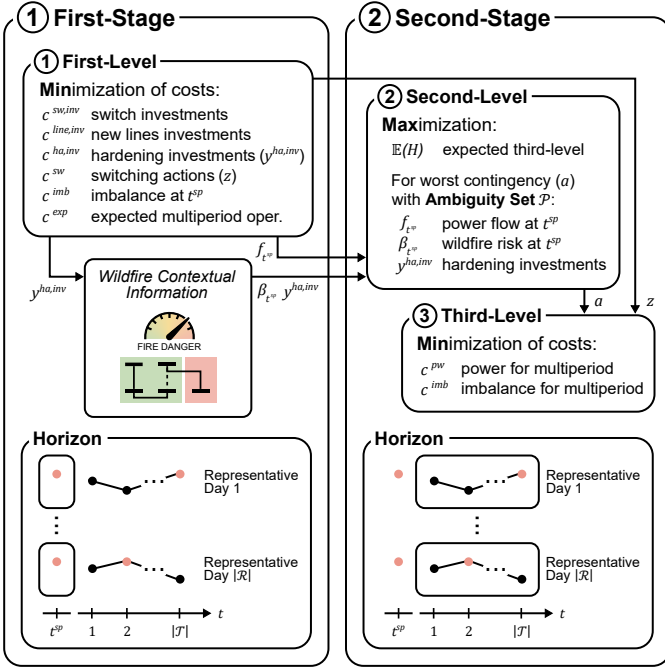 1 First-Stage
1 First-Level
Minimization of costs:
c^{sw,inv} switch investments
c^{line,inv} new lines investments
c^{ha,inv} hardening investments (y^{ha,inv})
c^{sw} switching actions (z)
c^{imb} imbalance at t^{sp}
c^{exp} expected multiperiod oper.
f_{t^{sp}}
y^{ha,inv}
Wildfire Contextual
Information
FIRE DANGER
β_{t^{sp}} y^{ha,inv}
Horizon
Representative
Day 1
...
⋮
Representative
Day |ℛ|
...
t
t^{sp} 1 2 |𝒯|
2 Second-Stage
2 Second-Level
Maximization:
𝔼(H) expected third-level
For worst contingency (a)
with Ambiguity Set 𝒫:
f_{t^{sp}} power flow at t^{sp}
β_{t^{sp}} wildfire risk at t^{sp}
y^{ha,inv} hardening investments
a
z
3 Third-Level
Minimization of costs:
c^{pw} power for multiperiod
c^{imb} imbalance for multiperiod
Horizon
Representative
Day 1
...
⋮
Representative
Day |ℛ|
...
t
t^{sp} 1 2 |𝒯|